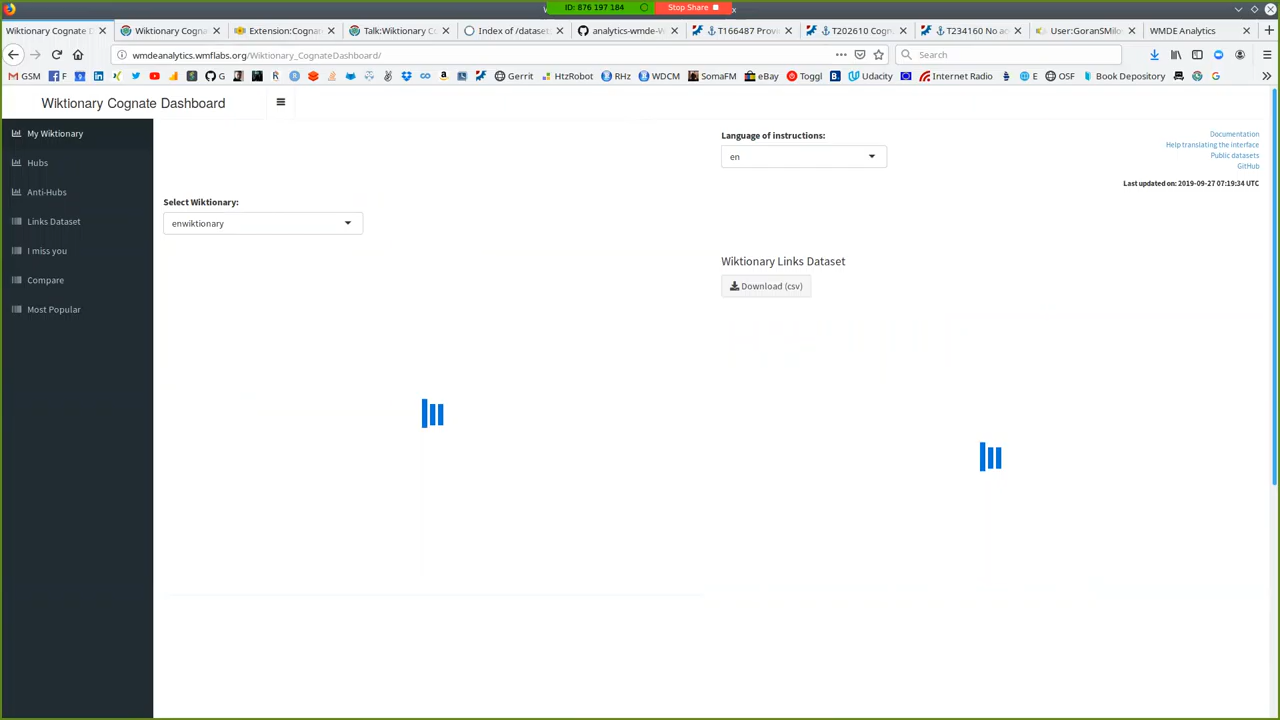 ID: 876 197 184
Stop Share
Wiktionary Cognate D
Wiktionary Cogna
Extension:Cogna
Talk:Wiktionary C
Index of /dataset
analytics-wmde-W
T166487 Prov
T202610 Cogn
T234160 No a
User:GoranSMilo
WMDE Analytics
wmdeanalytics.wmflabs.org/Wiktionary_CognateDashboard/
Search
GSM
F
E
G
Gerrit
HtzRobot
RHz
WDCM
SomaFM
eBay
Toggl
Udacity
Internet Radio
E
OSF
Book Depository
Wiktionary Cognate Dashboard
My Wiktionary
Hubs
Anti-Hubs
Links Dataset
I miss you
Compare
Most Popular
Language of instructions:
en
Documentation
Help translating the interface
Public datasets
GitHub
Last updated on: 2019-09-27 07:19:34 UTC
Select Wiktionary:
enwiktionary
Wiktionary Links Dataset
Download (csv)